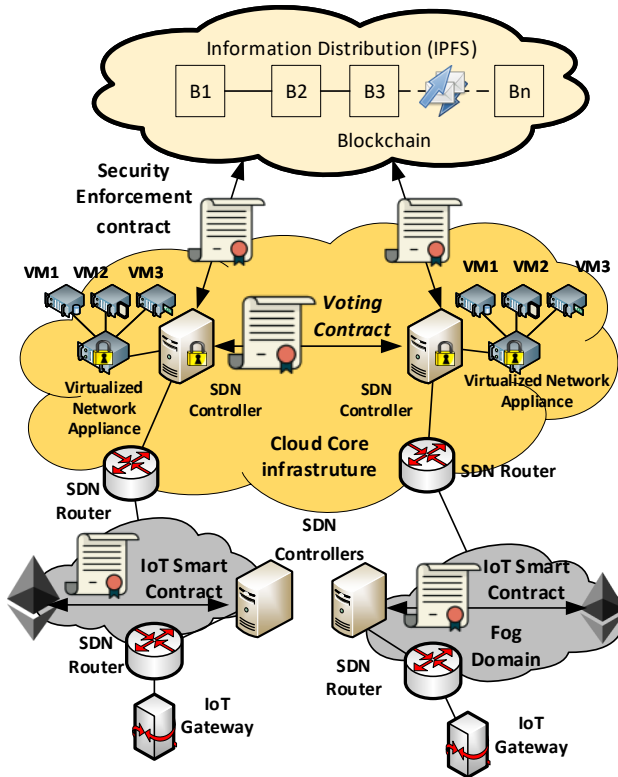 Information Distribution (IPFS)
B1
B2
B3
Bn
Blockchain
Security
Enforcement
contract
VM1
VM2
VM3
VM1
VM2
VM3
Voting
Contract
Virtualized
Network
Appliance
SDN
Controller
SDN
Controller
Virtualized Network
Appliance
Cloud Core
infrastruture
SDN Router
SDN
Router
SDN
Controllers
IoT Smart
Contract
IoT Smart
Contract
SDN
Router
Fog
Domain
SDN
Router
IoT
Gateway
IoT
Gateway